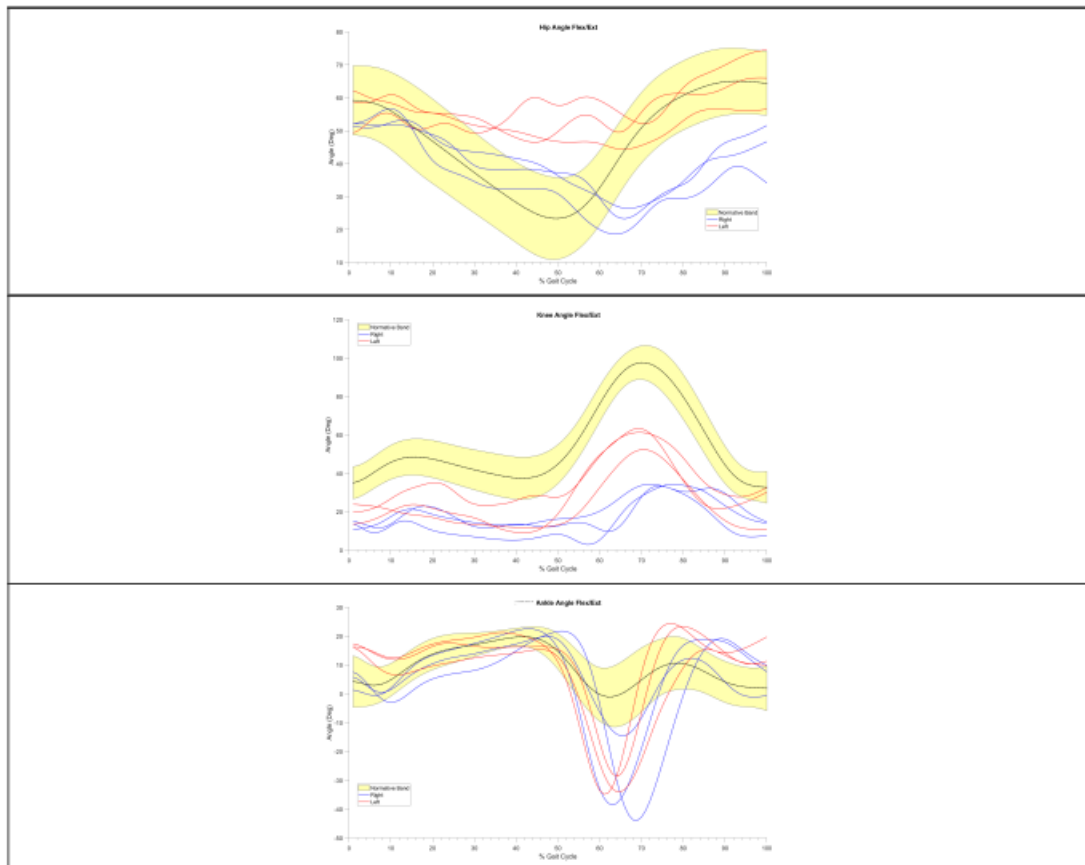 Hip Angle Flex/Ext
80
70
60
50
40
30
20
10
Angle (Deg)
0 10 20 30 40 50 60 70 80 90 100
% Gait Cycle
Normative Band
Right
Left
Knee Angle Flex/Ext
120
100
80
60
40
20
0
Angle (Deg)
0 10 20 30 40 50 60 70 80 90 100
% Gait Cycle
Normative Band
Right
Left
Ankle Angle Flex/Ext
30
20
10
0
-10
-20
-30
-40
-50
Angle (Deg)
0 10 20 30 40 50 60 70 80 90 100
% Gait Cycle
Normative Band
Right
Left